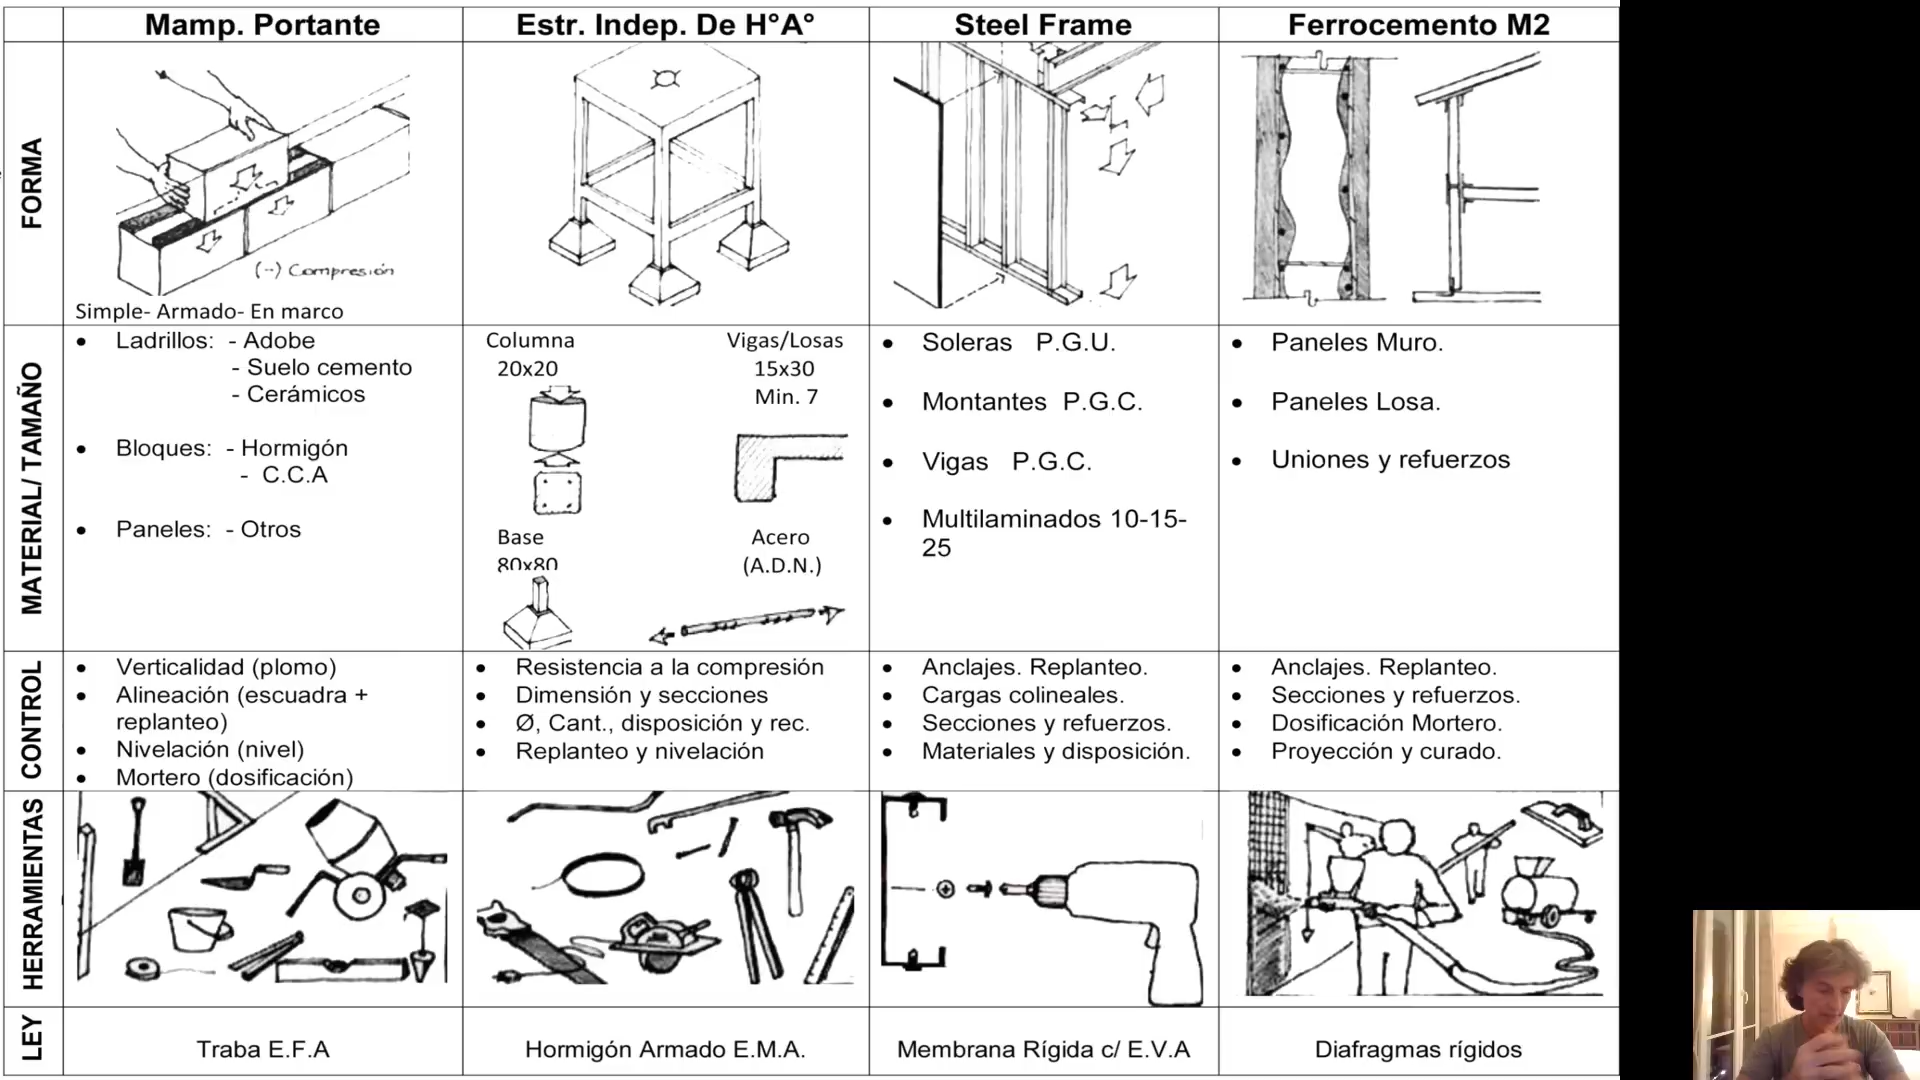 Mamp. Portante
Estr. Indep. De H°A°
Steel Frame
Ferrocemento M2
FORMA
(-) Compresión
Simple- Armado- En marco
MATERIAL/ TAMAÑO
• Ladrillos: - Adobe
- Suelo cemento
- Cerámicos
• Bloques: - Hormigón
- C.C.A
• Paneles: - Otros
Columna
20x20
Vigas/Losas
15x30
Min. 7
Base
80x80
Acero
(A.D.N.)
• Soleras P.G.U.
• Montantes P.G.C.
• Vigas P.G.C.
• Multilaminados 10-15-
25
• Paneles Muro.
• Paneles Losa.
• Uniones y refuerzos
CONTROL
• Verticalidad (plomo)
• Alineación (escuadra +
replanteo)
• Nivelación (nivel)
• Mortero (dosificación)
• Resistencia a la compresión
• Dimensión y secciones
• Ø, Cant., disposición y rec.
• Replanteo y nivelación
• Anclajes. Replanteo.
• Cargas colineales.
• Secciones y refuerzos.
• Materiales y disposición.
• Anclajes. Replanteo.
• Secciones y refuerzos.
• Dosificación Mortero.
• Proyección y curado.
HERRAMIENTAS
LEY
Traba E.F.A
Hormigón Armado E.M.A.
Membrana Rígida c/ E.V.A
Diafragmas rígidos